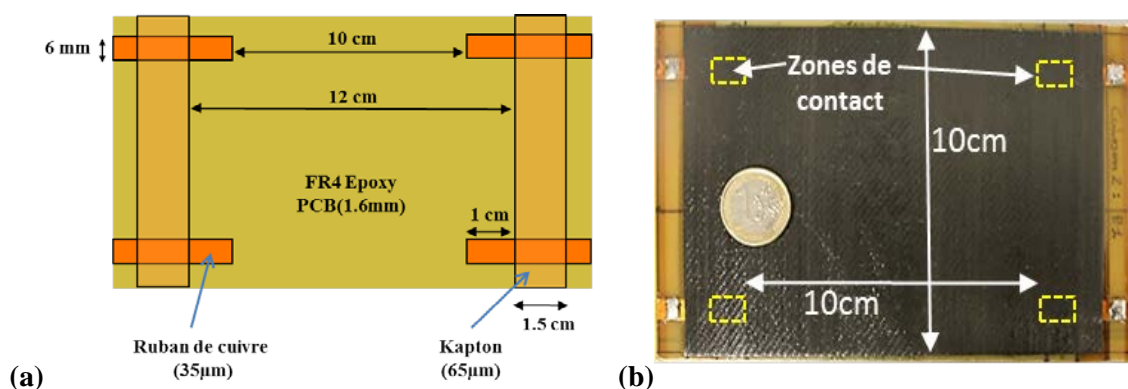 10 cm
6 mm
12 cm
FR4 Epoxy
PCB(1.6mm)
1 cm
1.5 cm
Ruban de cuivre
(35µm)
Kapton
(65µm)
(a)
Zones de
contact
10cm
10cm
(b)